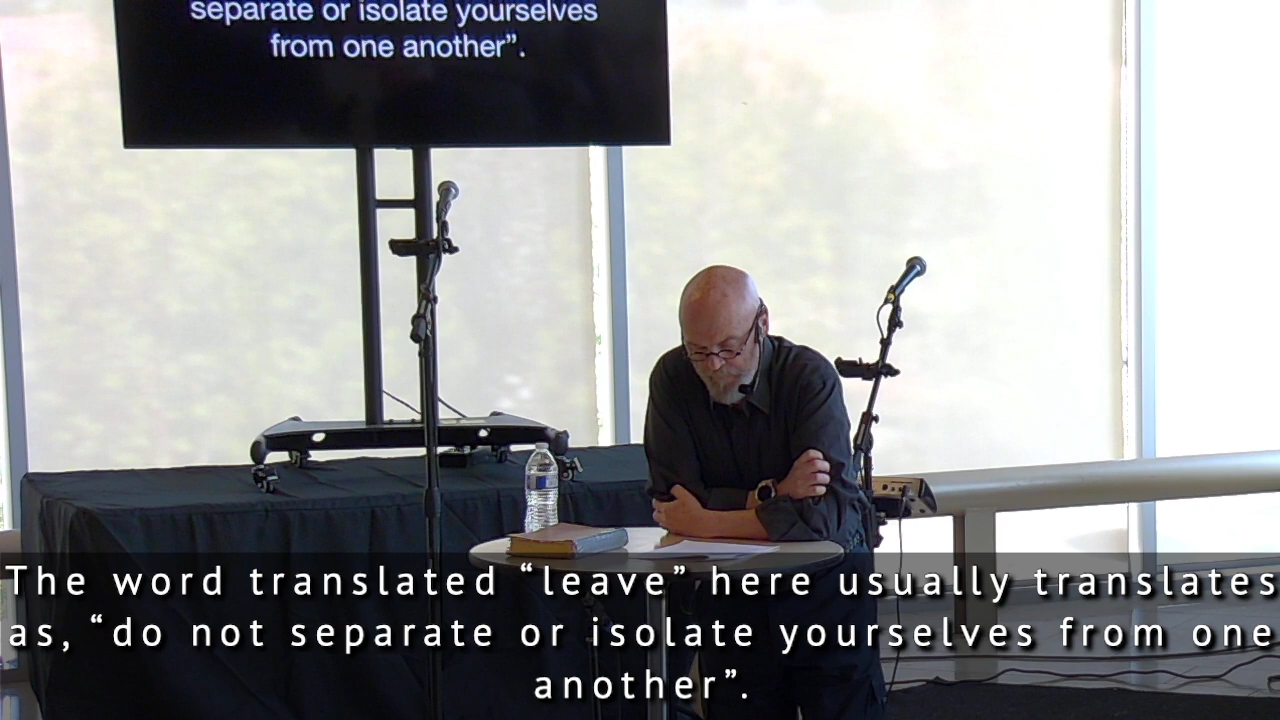 separate or isolate yourselves
from one another”.
The word translated “leave” here usually translates
as, “do not separate or isolate yourselves from one
another”.